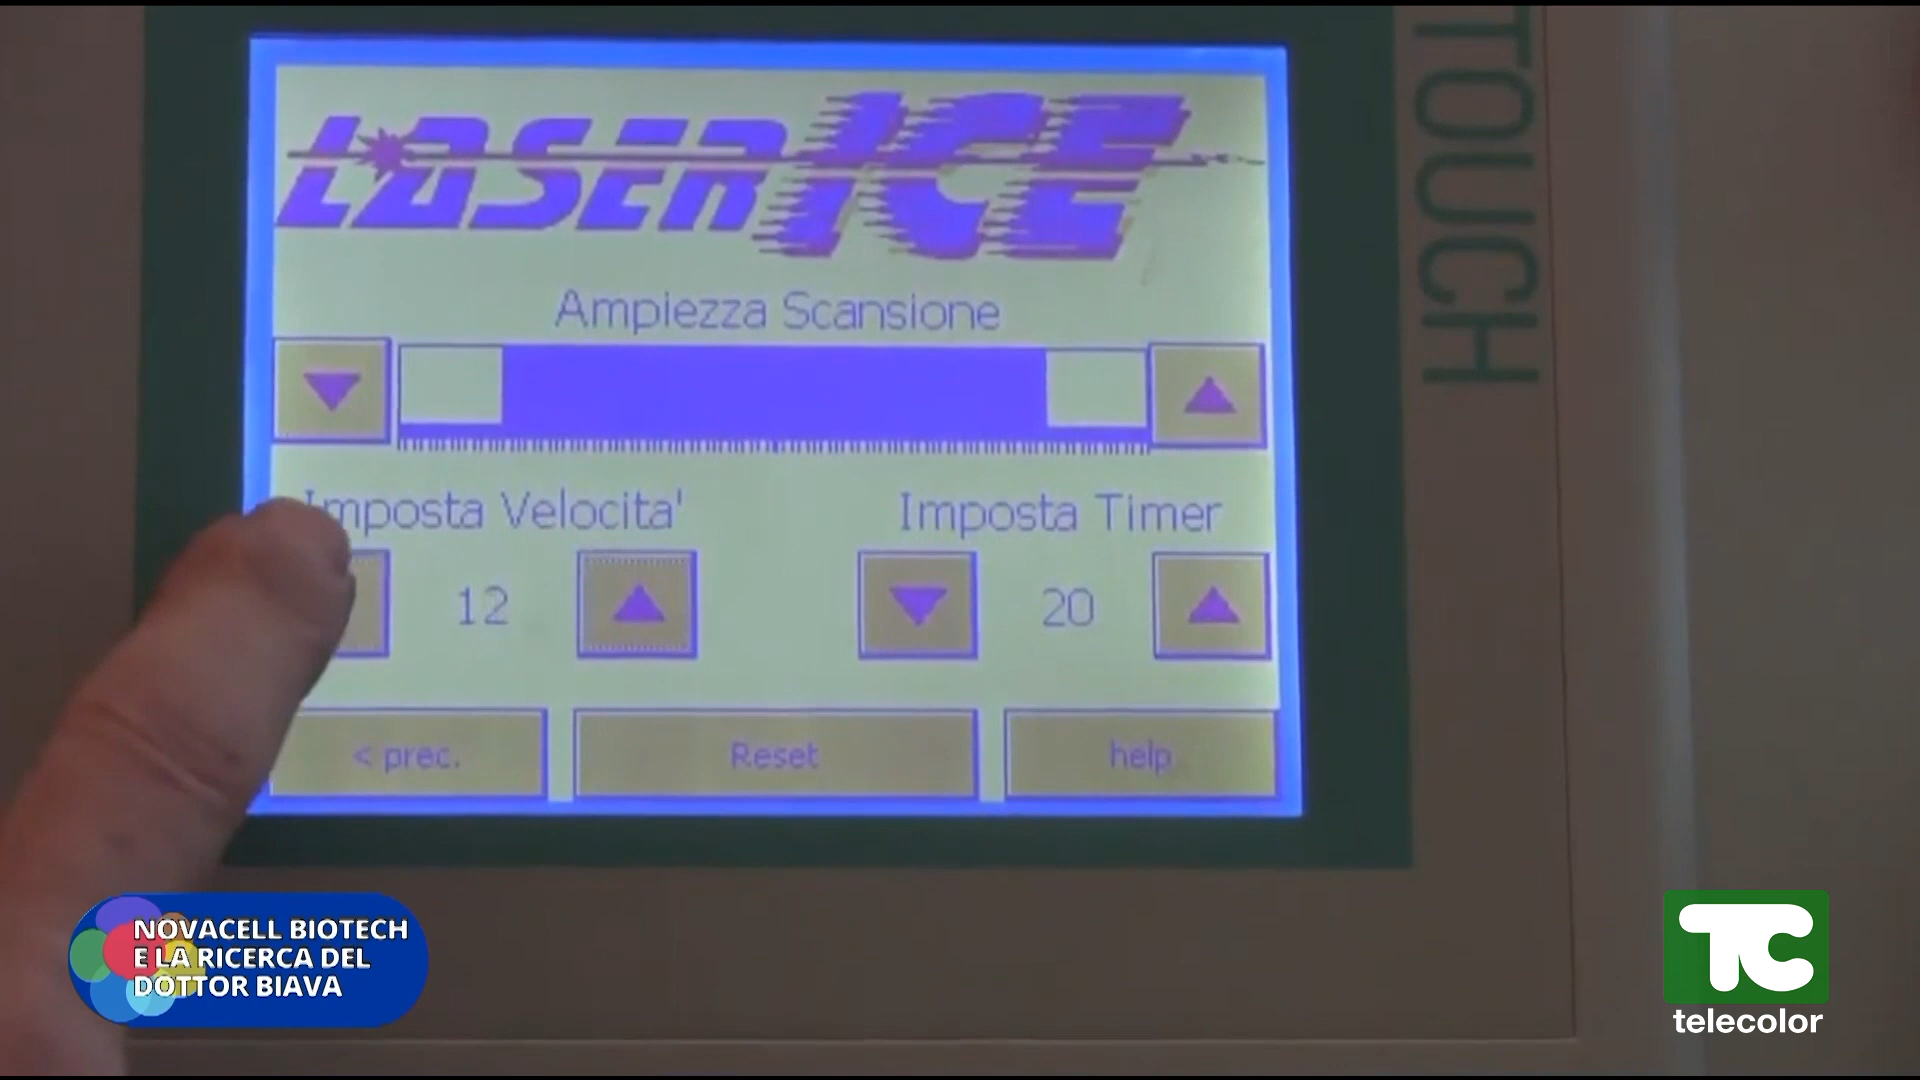 LASER ICE
TOUCH
Ampiezza Scansione
Imposta Velocita'
Imposta Timer
12
20
< prec.
Reset
help
NOVACELL BIOTECH
E LA RICERCA DEL
DOTTOR BIAVA
TC
telecolor